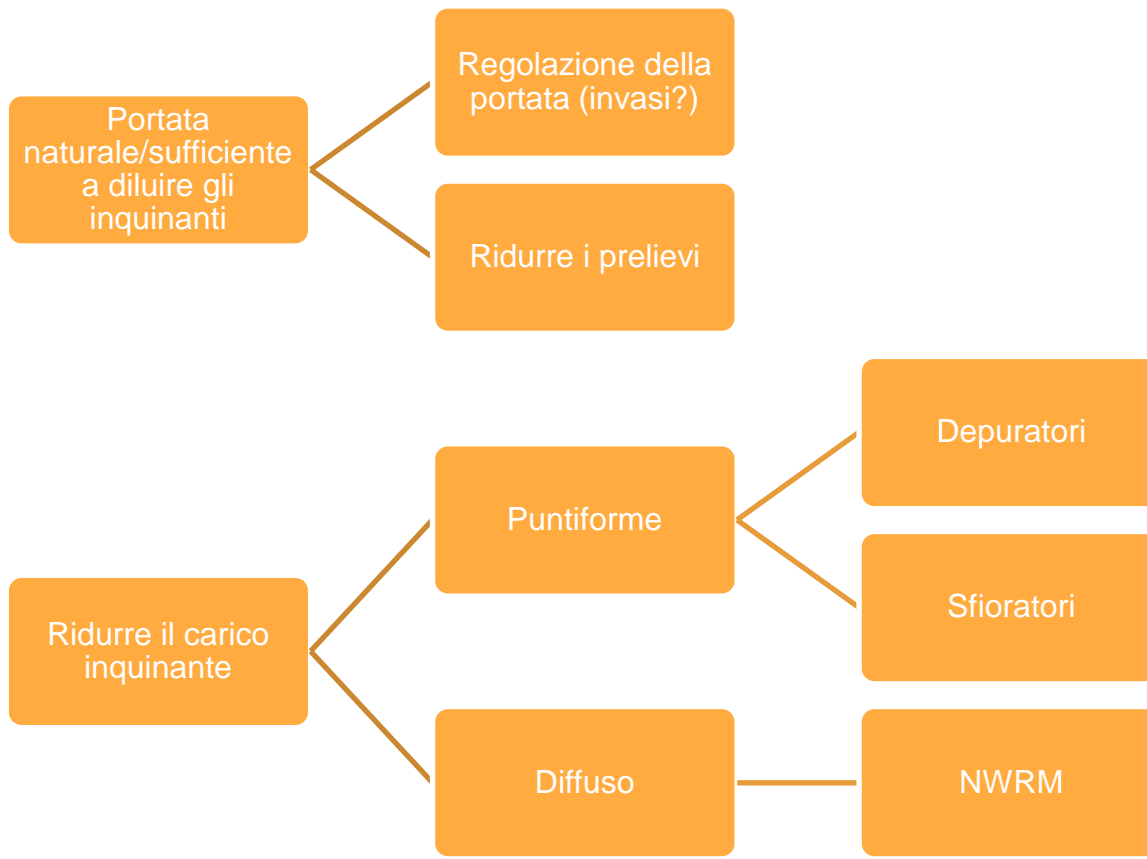 Portata
naturale/sufficiente
a diluire gli
inquinanti
Regolazione della
portata (invasi?)
Ridurre i prelievi
Ridurre il carico
inquinante
Puntiforme
Depuratori
Sfioratori
Diffuso
NWRM